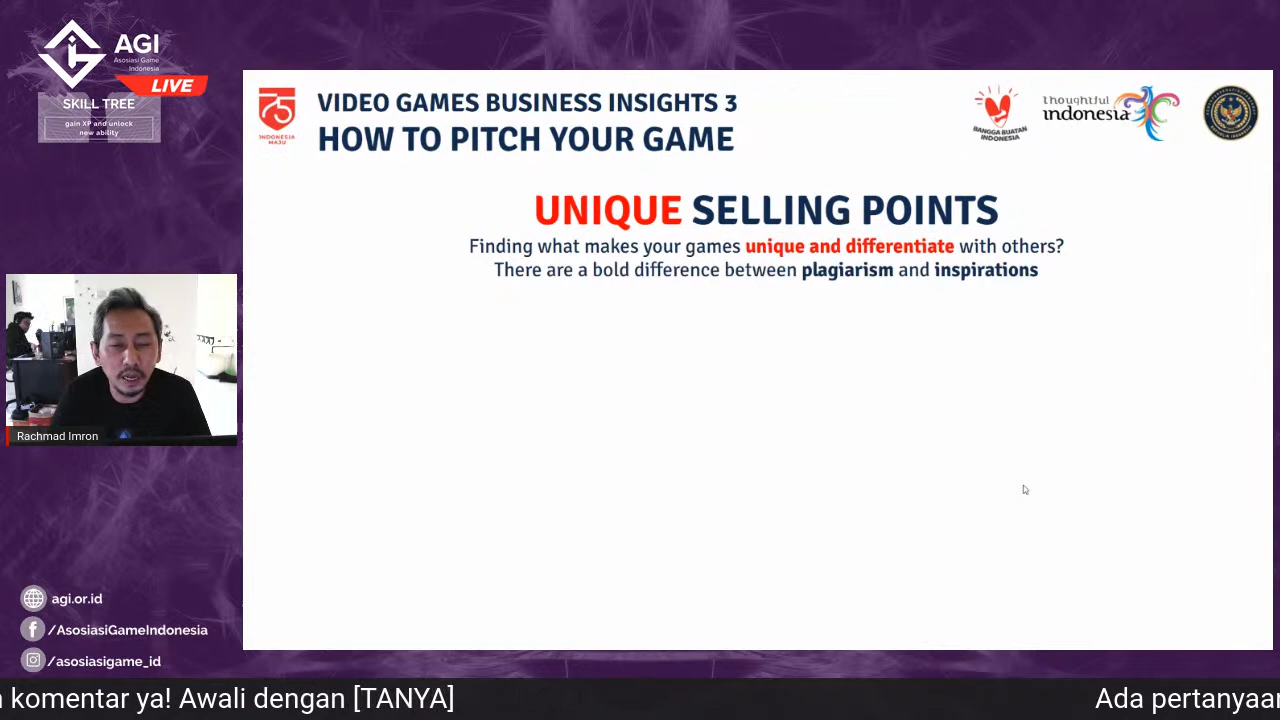 AGI
Asosiasi Game
Indonesia
LIVE
SKILL TREE
gain XP and unlock
new ability
75
INDONESIA
MAJU
VIDEO GAMES BUSINESS INSIGHTS 3
HOW TO PITCH YOUR GAME
BANGGA BUATAN
INDONESIA
thoughtful
indonesia
UNIQUE SELLING POINTS
Finding what makes your games unique and differentiate with others?
There are a bold difference between plagiarism and inspirations
Rachmad Imron
agi.or.id
/AsosiasiGameIndonesia
/asosiasigame_id
komentar ya! Awali dengan [TANYA]
Ada pertanyaan